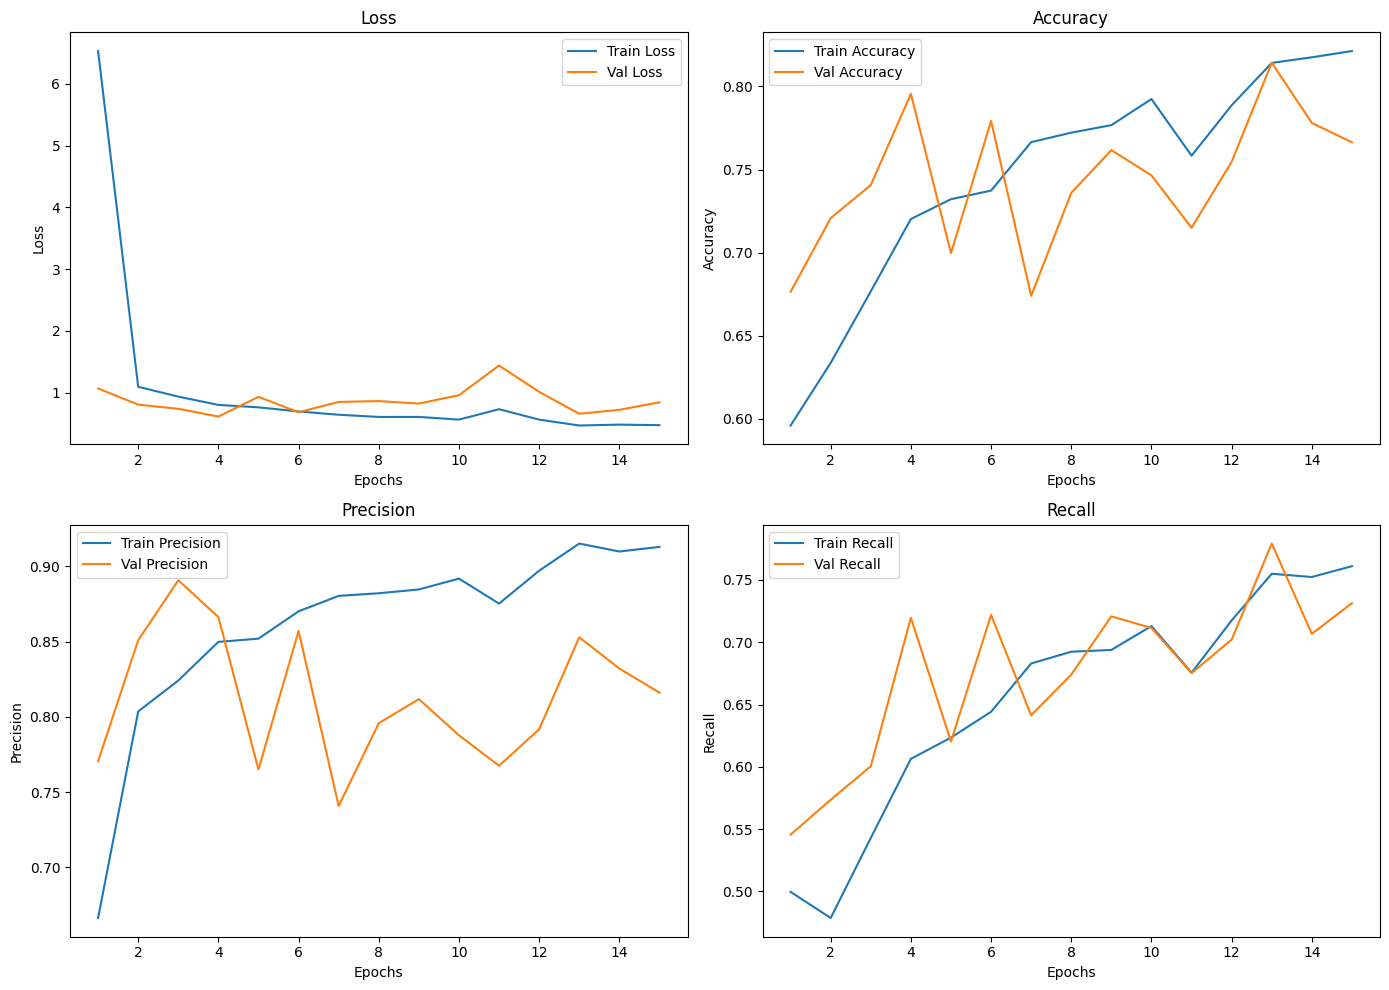 Loss
Train Loss
Val Loss
Loss
6
5
4
3
2
1
2 4 6 8 10 12 14
Epochs
Accuracy
Train Accuracy
Val Accuracy
Accuracy
0.80
0.75
0.70
0.65
0.60
2 4 6 8 10 12 14
Epochs
Precision
Train Precision
Val Precision
Precision
0.90
0.85
0.80
0.75
0.70
2 4 6 8 10 12 14
Epochs
Recall
Train Recall
Val Recall
Recall
0.75
0.70
0.65
0.60
0.55
0.50
2 4 6 8 10 12 14
Epochs